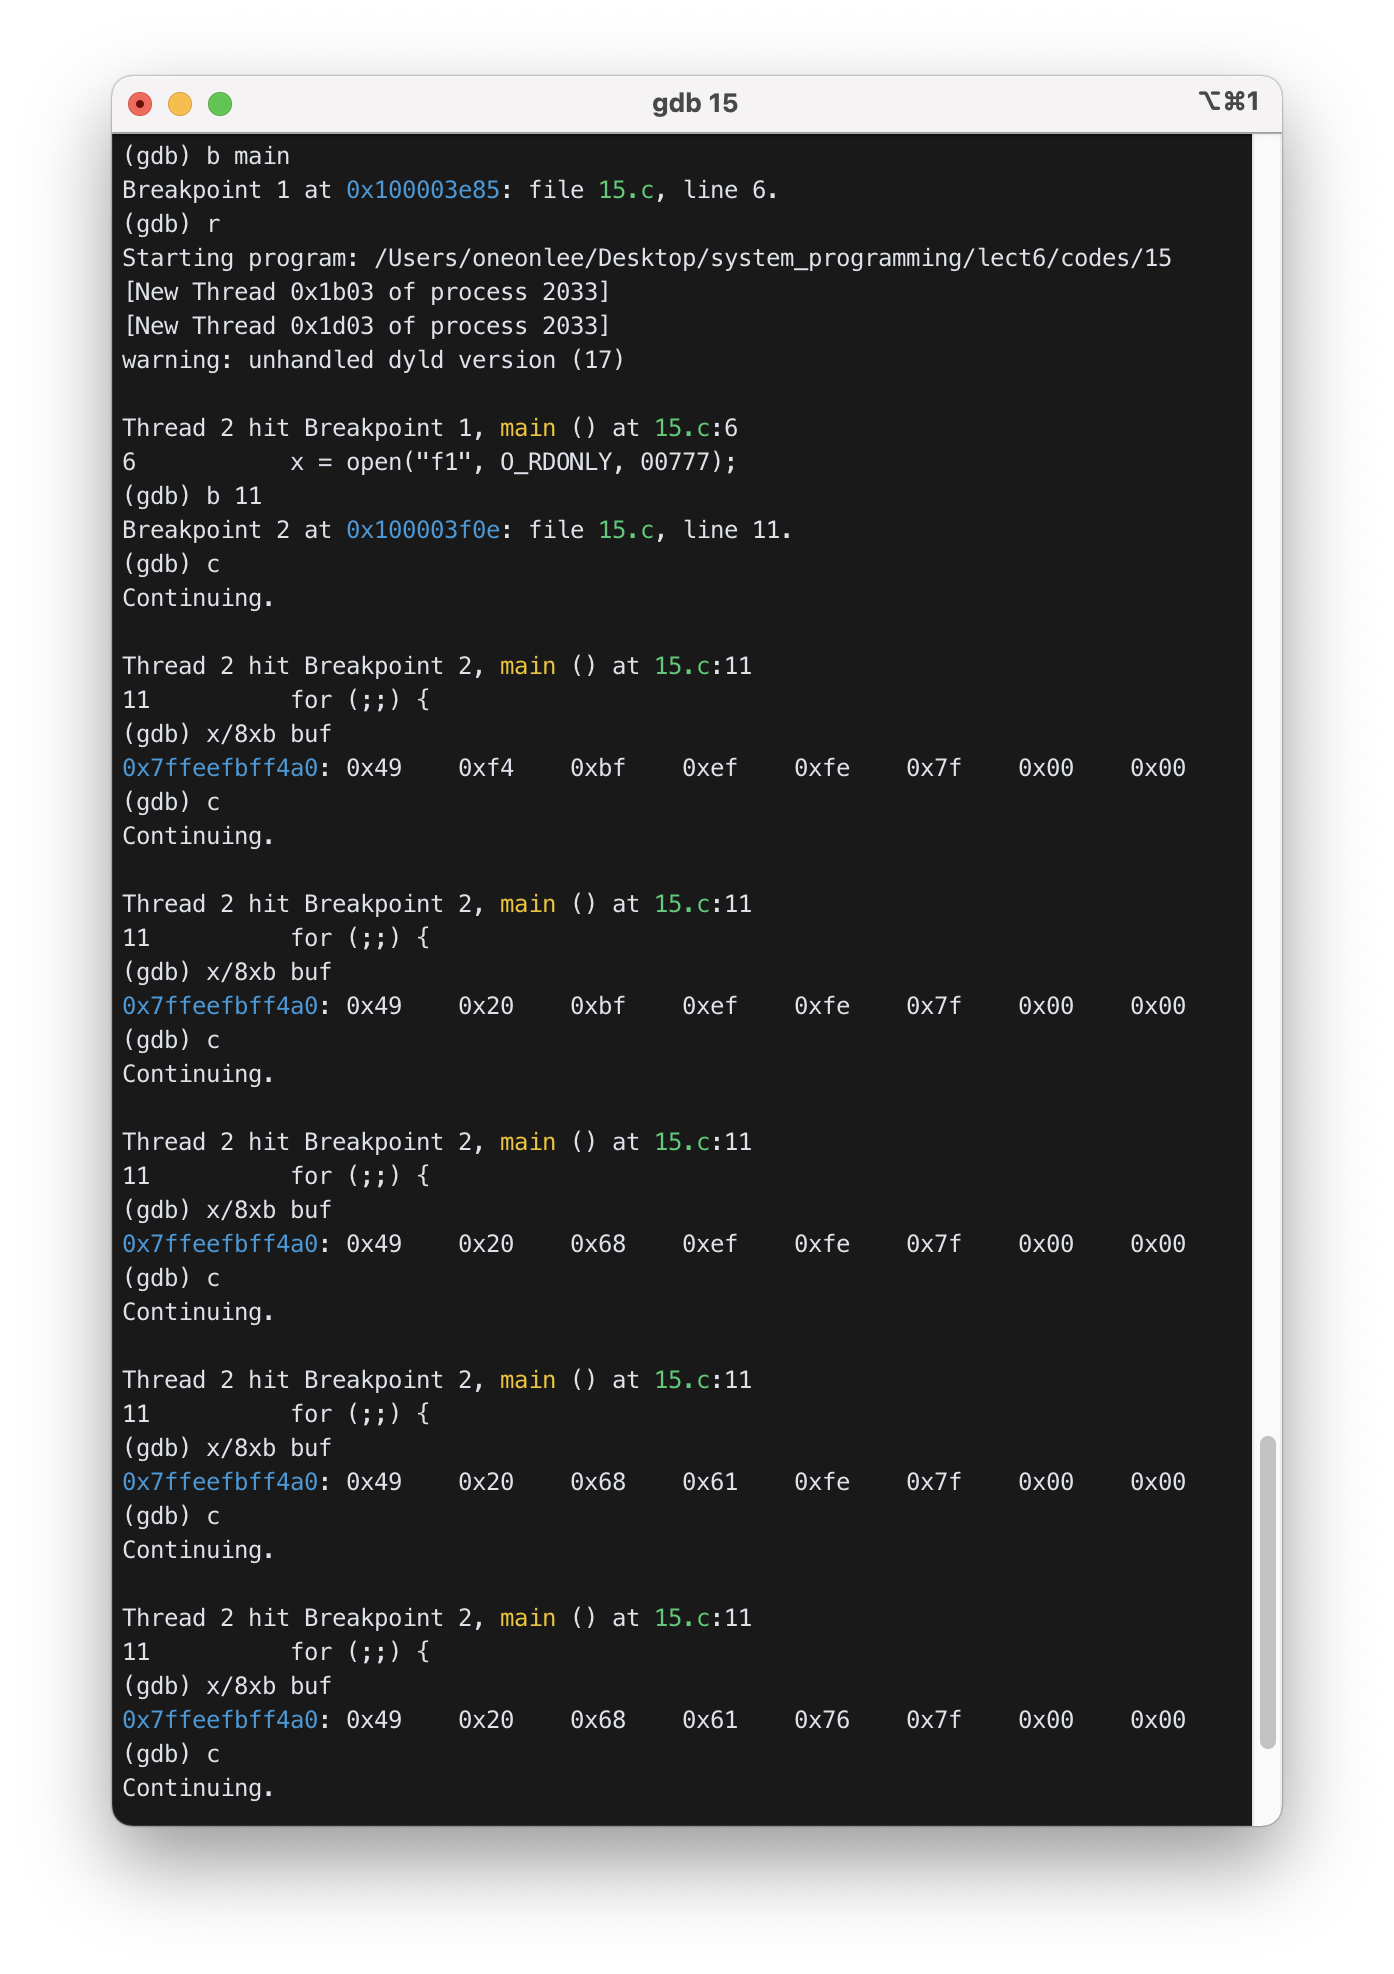 gdb 15
⌥⌘1
(gdb) b main
Breakpoint 1 at 0x100003e85: file 15.c, line 6.
(gdb) r
Starting program: /Users/oneonlee/Desktop/system_programming/lect6/codes/15
[New Thread 0x1b03 of process 2033]
[New Thread 0x1d03 of process 2033]
warning: unhandled dyld version (17)

Thread 2 hit Breakpoint 1, main () at 15.c:6
6           x = open("f1", O_RDONLY, 00777);
(gdb) b 11
Breakpoint 2 at 0x100003f0e: file 15.c, line 11.
(gdb) c
Continuing.

Thread 2 hit Breakpoint 2, main () at 15.c:11
11          for (;;) {
(gdb) x/8xb buf
0x7ffeefbff4a0: 0x49    0xf4    0xbf    0xef    0xfe    0x7f    0x00    0x00
(gdb) c
Continuing.

Thread 2 hit Breakpoint 2, main () at 15.c:11
11          for (;;) {
(gdb) x/8xb buf
0x7ffeefbff4a0: 0x49    0x20    0xbf    0xef    0xfe    0x7f    0x00    0x00
(gdb) c
Continuing.

Thread 2 hit Breakpoint 2, main () at 15.c:11
11          for (;;) {
(gdb) x/8xb buf
0x7ffeefbff4a0: 0x49    0x20    0x68    0xef    0xfe    0x7f    0x00    0x00
(gdb) c
Continuing.

Thread 2 hit Breakpoint 2, main () at 15.c:11
11          for (;;) {
(gdb) x/8xb buf
0x7ffeefbff4a0: 0x49    0x20    0x68    0x61    0xfe    0x7f    0x00    0x00
(gdb) c
Continuing.

Thread 2 hit Breakpoint 2, main () at 15.c:11
11          for (;;) {
(gdb) x/8xb buf
0x7ffeefbff4a0: 0x49    0x20    0x68    0x61    0x76    0x7f    0x00    0x00
(gdb) c
Continuing.